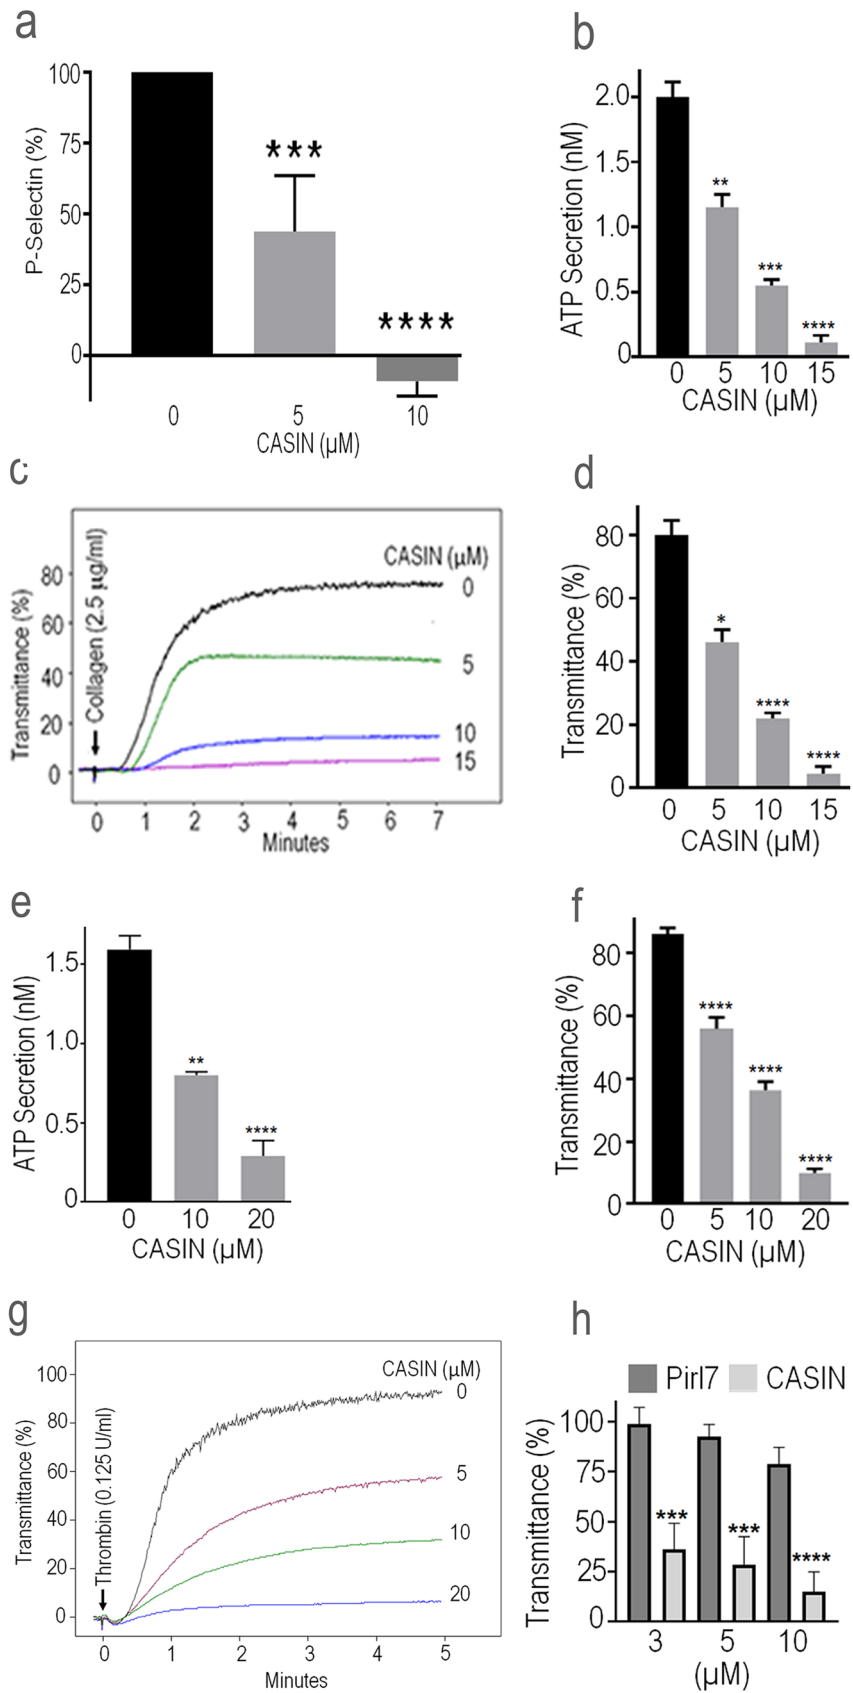 a
P-Selectin (%)
100
75
50
25
0
***
****
0 5 10
CASIN (µM)
b
ATP Secretion (nM)
2.0
1.5
1.0
0.5
0
**
***
****
0 5 10 15
CASIN (µM)
c
Transmittance (%)
80
60
40
20
0
Collagen (2.5 µg/ml)
CASIN (µM)
0
5
10
15
0 1 2 3 4 5 6 7
Minutes
d
Transmittance (%)
80
60
40
20
0
*
****
****
0 5 10 15
CASIN (µM)
e
ATP Secretion (nM)
1.5
1.0
0.5
0
**
****
0 10 20
CASIN (µM)
f
Transmittance (%)
80
60
40
20
0
****
****
****
0 5 10 20
CASIN (µM)
g
Transmittance (%)
100
80
60
40
20
0
Thrombin (0.125 U/ml)
CASIN (µM)
0
5
10
20
0 1 2 3 4 5
Minutes
h
Pirl7 CASIN
Transmittance (%)
100
75
50
25
0
***
***
****
3 5 10
(µM)